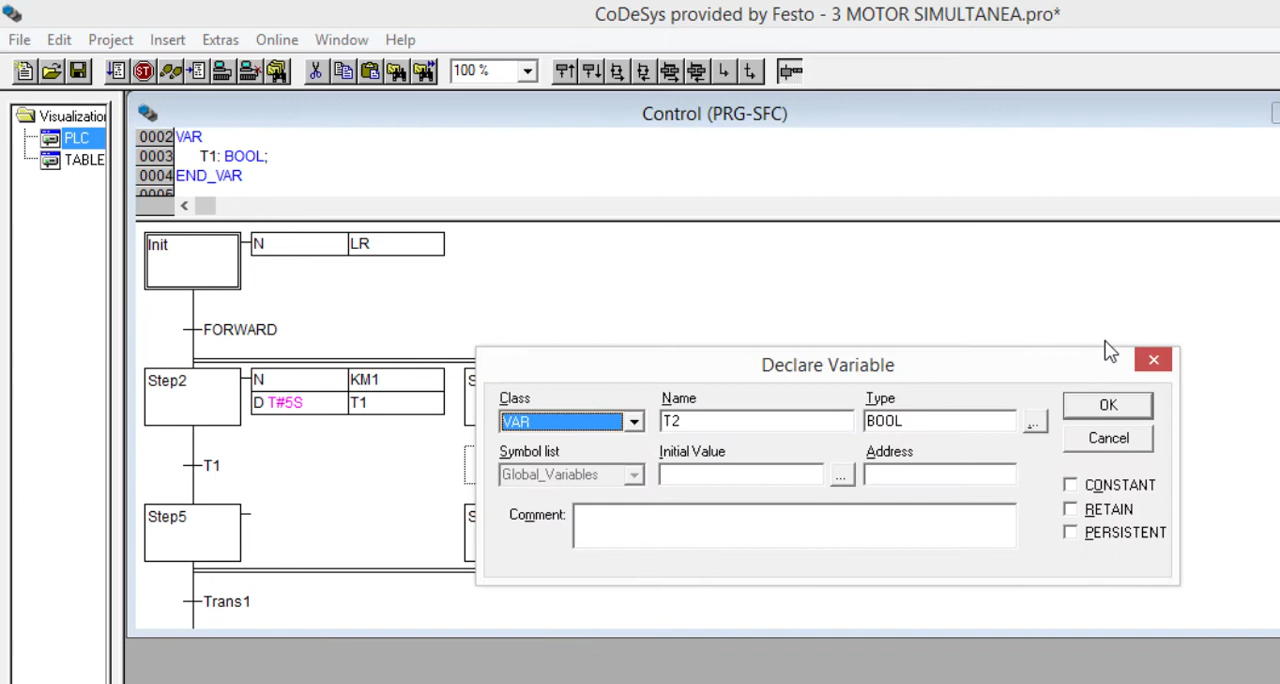 CoDeSys provided by Festo - 3 MOTOR SIMULTANEA.pro*
File Edit Project Insert Extras Online Window Help
100 %
Visualization
PLC
TABLE
Control (PRG-SFC)
0002 VAR
0003 T1: BOOL;
0004 END_VAR
0005
Init N LR
FORWARD
Step2 N KM1
D T#5S T1
T1
Step5
Trans1
Declare Variable
Class Name Type
VAR T2 BOOL ... OK
Cancel
Symbol list Initial Value Address
Global_Variables ...
CONSTANT
RETAIN
PERSISTENT
Comment: